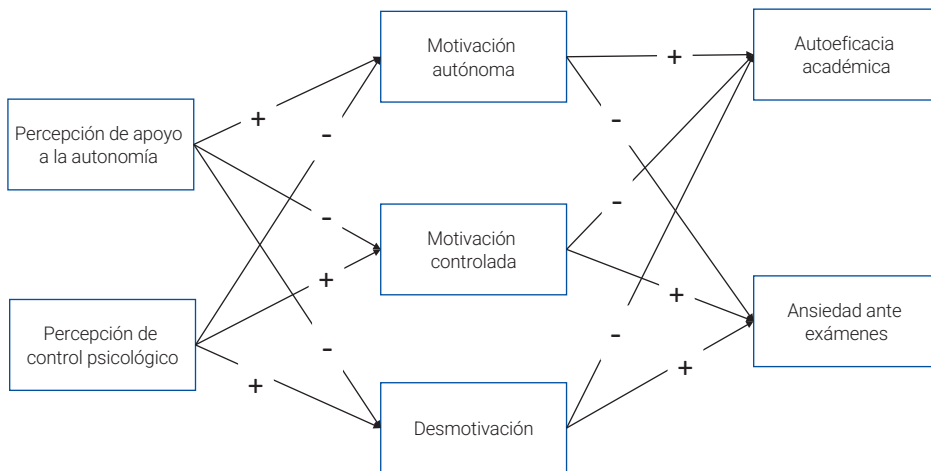 Motivación
autónoma
Autoeficacia
académica
Percepción de apoyo
a la autonomía
Motivación
controlada
Percepción de
control psicológico
Ansiedad ante
exámenes
Desmotivación
+
-
+
-
-
+
-
+
+
-
-
+